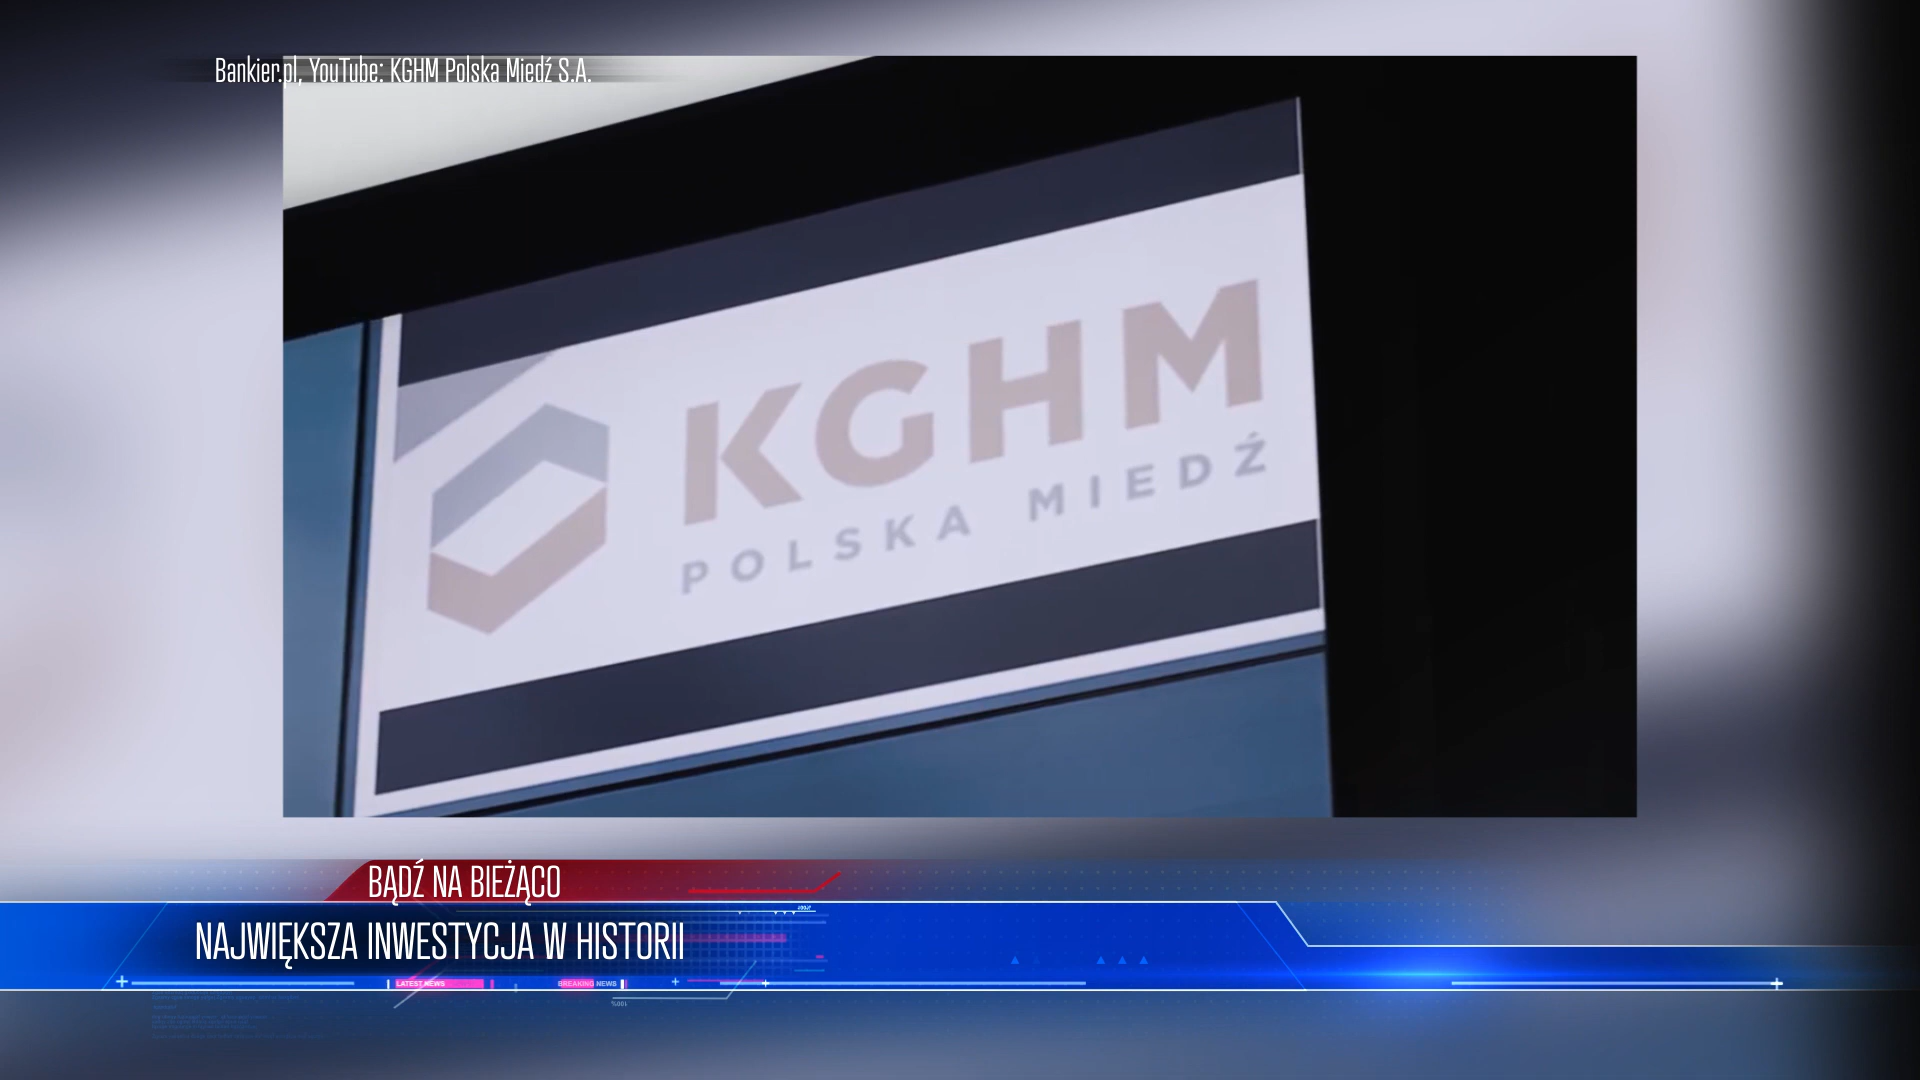 Bankier.pl, YouTube: KGHM Polska Miedź S.A.
KGHM
POLSKA MIEDŹ
BĄDŹ NA BIEŻĄCO
NAJWIĘKSZA INWESTYCJA W HISTORII
LATEST NEWS
BREAKING NEWS